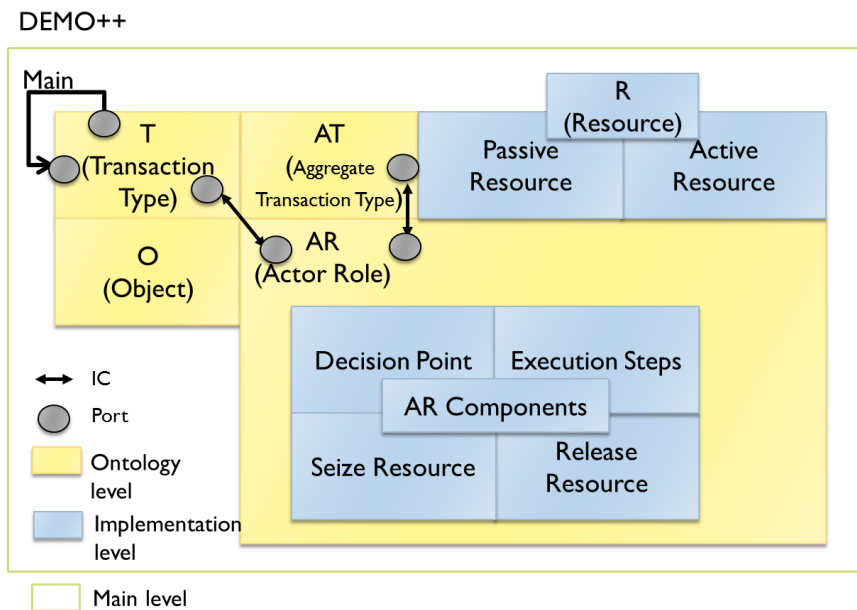 DEMO++
Main
T
(Transaction
Type)
AT
(Aggregate
Transaction Type)
R
(Resource)
Passive
Resource
Active
Resource
O
(Object)
AR
(Actor Role)
Decision Point
Execution Steps
AR Components
Seize Resource
Release
Resource
IC
Port
Ontology
level
Implementation
level
Main level